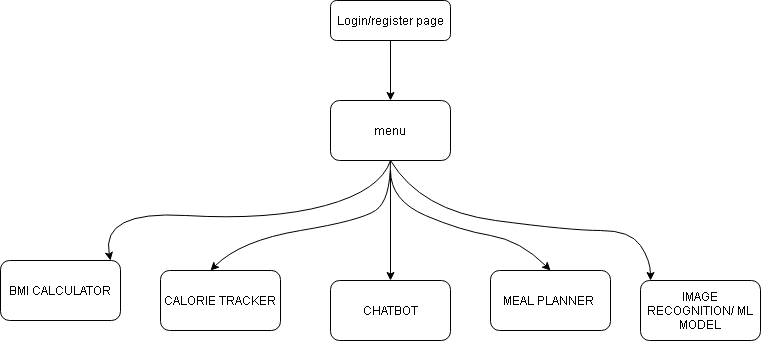 Login/register page
menu
BMI CALCULATOR
CALORIE TRACKER
CHATBOT
MEAL PLANNER
IMAGE
RECOGNITION/ ML
MODEL